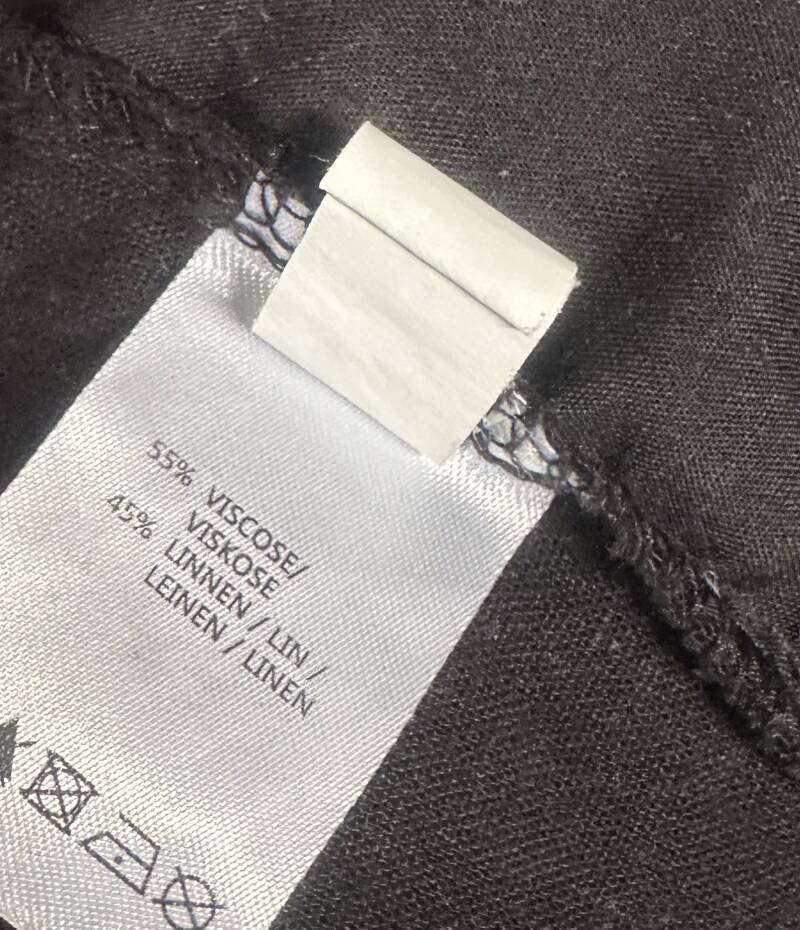 55% VISCOSE/
VISKOSE
45% LINNEN / LIN /
LEINEN / LINEN